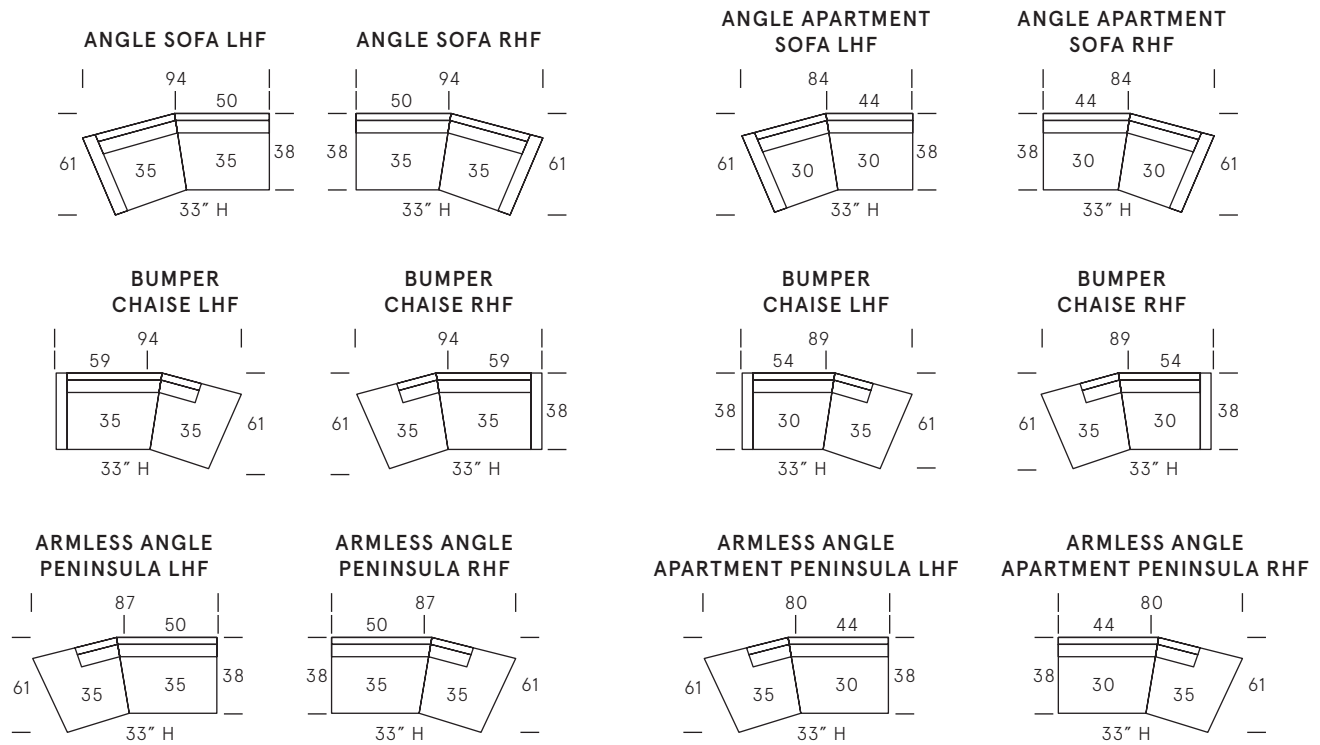 ANGLE SOFA LHF
94
50
61
35
35
38
33″ H
ANGLE SOFA RHF
94
50
38
35
35
61
33″ H
ANGLE APARTMENT
SOFA LHF
84
44
61
30
30
38
33″ H
ANGLE APARTMENT
SOFA RHF
84
44
38
30
30
61
33″ H
BUMPER
CHAISE LHF
94
59
35
35
61
33″ H
BUMPER
CHAISE RHF
94
59
61
35
35
38
33″ H
BUMPER
CHAISE LHF
89
54
38
30
35
61
33″ H
BUMPER
CHAISE RHF
89
54
61
35
30
38
33″ H
ARMLESS ANGLE
PENINSULA LHF
87
50
61
35
35
38
33″ H
ARMLESS ANGLE
PENINSULA RHF
87
50
38
35
35
61
33″ H
ARMLESS ANGLE
APARTMENT PENINSULA LHF
80
44
61
35
30
38
33″ H
ARMLESS ANGLE
APARTMENT PENINSULA RHF
80
44
38
30
35
61
33″ H